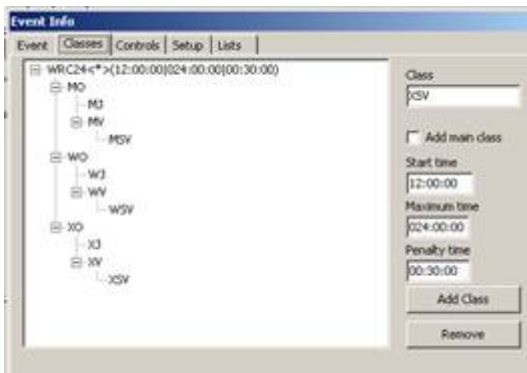 Event Info
Event Classes Controls Setup Lists
WRC24<*>(12:00:00|024:00:00|00:30:00)
MO
MJ
MV
MSV
WO
WJ
WV
WSV
XO
XJ
XV
XSV
Class
XSV
Add main class
Start time
12:00:00
Maximum time
024:00:00
Penalty time
00:30:00
Add Class
Remove